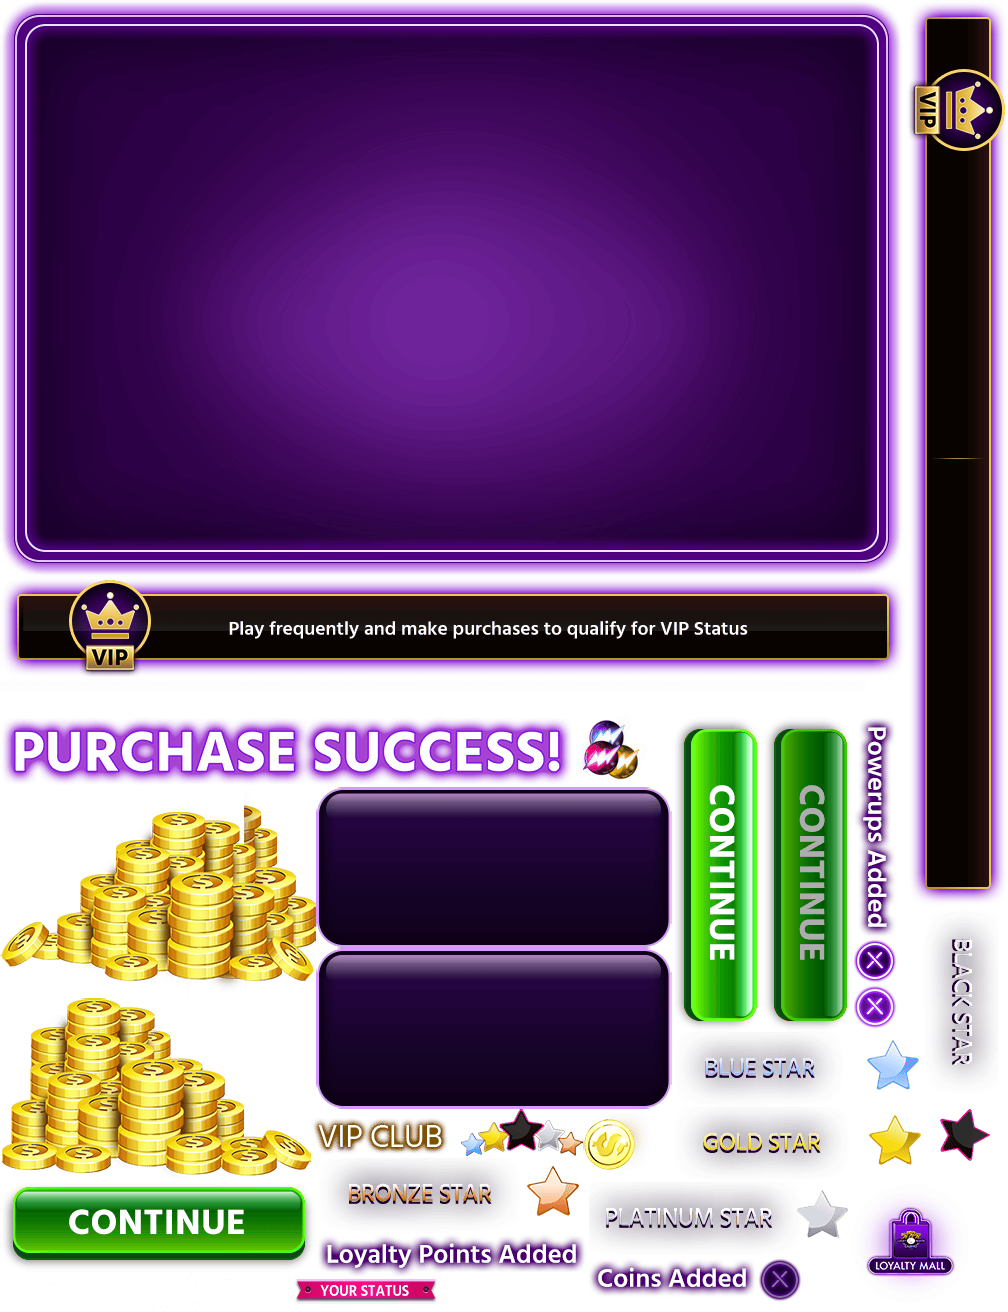 VIP
Play frequently and make purchases to qualify for VIP Status
VIP
PURCHASE SUCCESS!
CONTINUE
CONTINUE
Powerups Added
BLACK STAR
BLUE STAR
VIP CLUB
GOLD STAR
BRONZE STAR
PLATINUM STAR
CONTINUE
Loyalty Points Added
LOYALTY MALL
Coins Added
YOUR STATUS